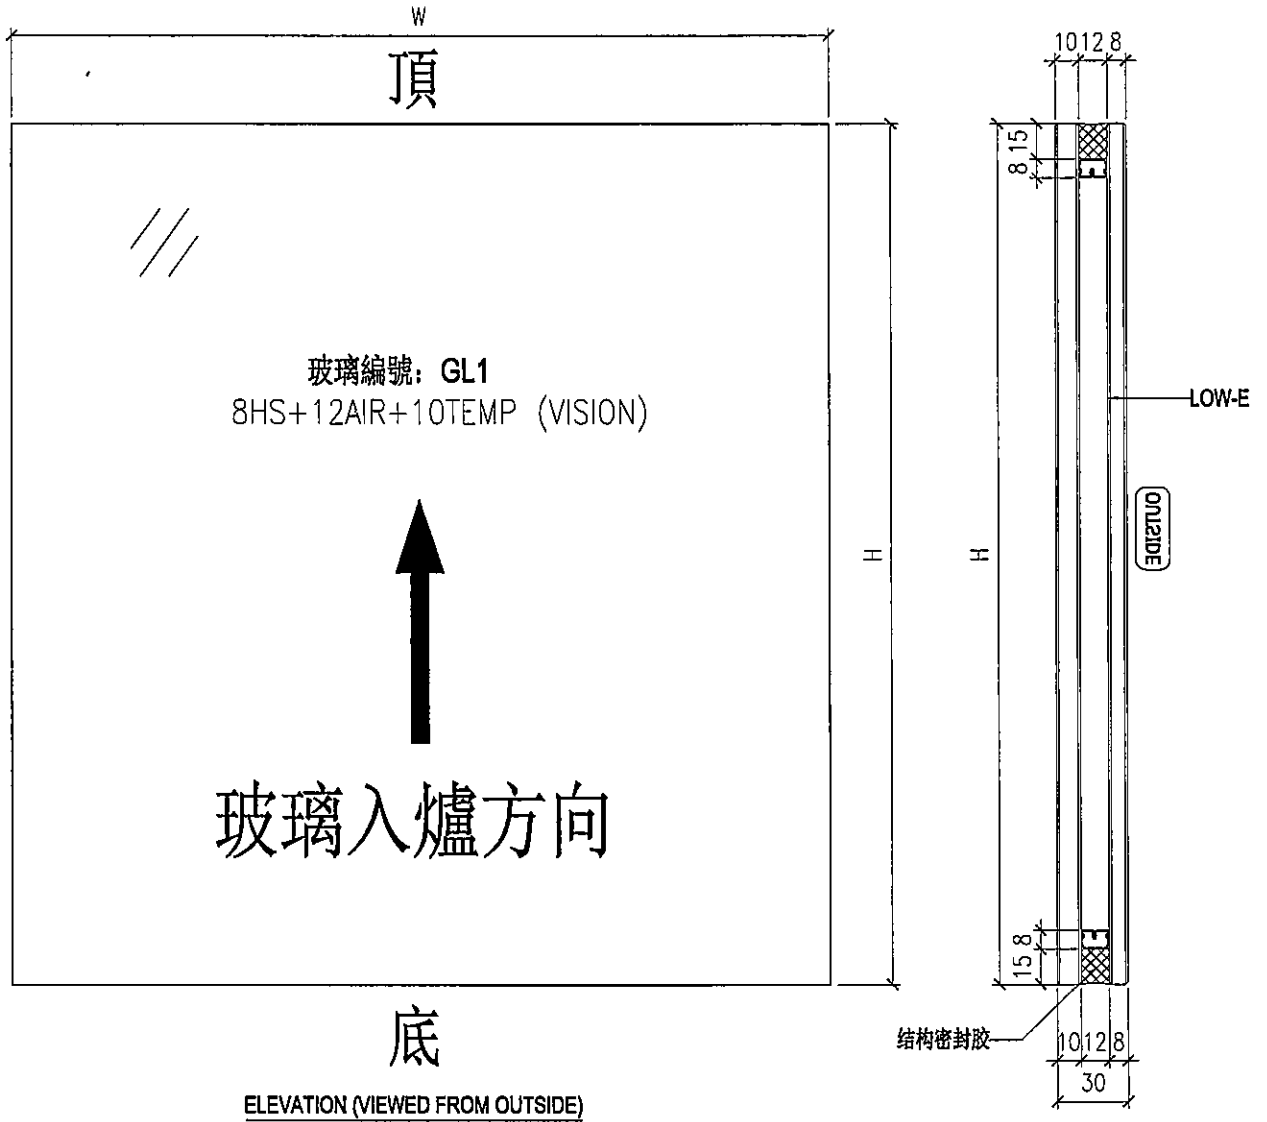 W
頂
玻璃編號: GL1
8HS+12AIR+10TEMP (VISION)
玻璃入爐方向
底
ELEVATION (VIEWED FROM OUTSIDE)
H
10 12 8
15
8
H
LOW-E
OUTSIDE
8
15
结构密封胶
10 12 8
30